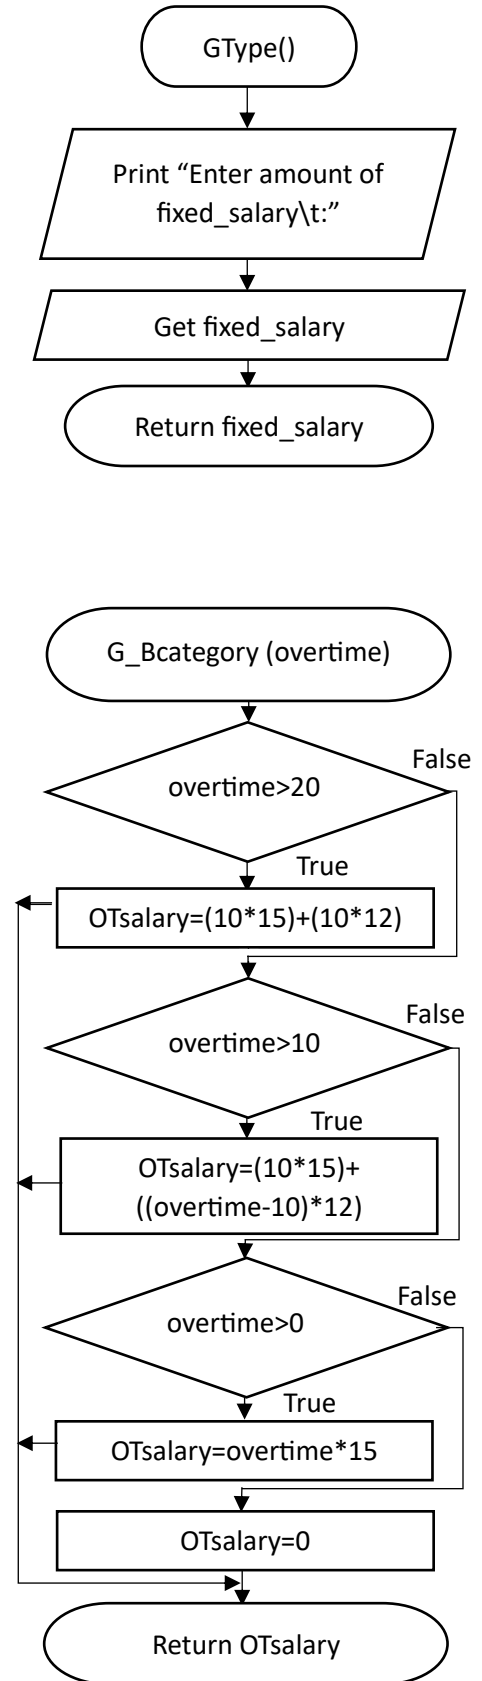 GType()
Print “Enter amount of
fixed_salary\t:”
Get fixed_salary
Return fixed_salary
G_Bcategory (overtime)
False
overtime>20
True
OTsalary=(10*15)+(10*12)
False
overtime>10
True
OTsalary=(10*15)+
((overtime-10)*12)
False
overtime>0
True
OTsalary=overtime*15
OTsalary=0
Return OTsalary